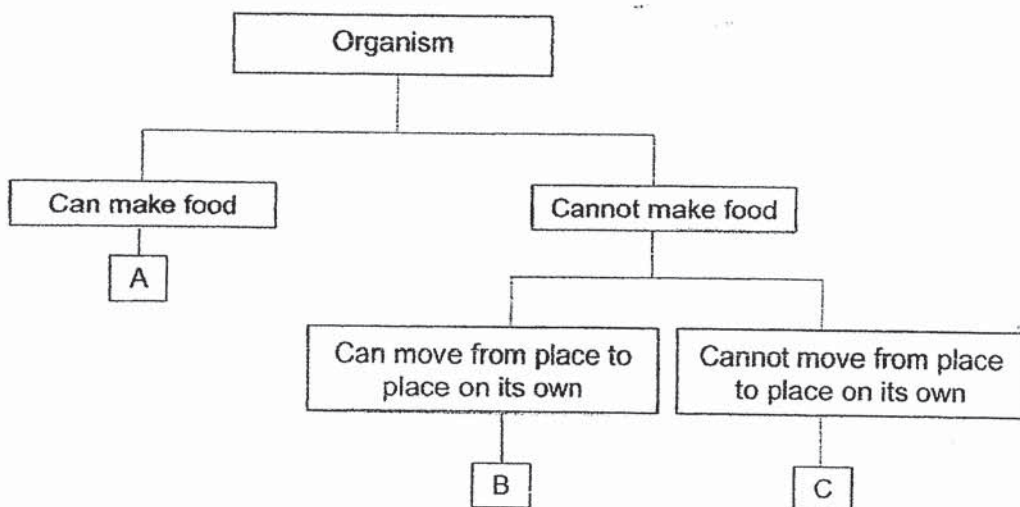 Organism
Can make food
Cannot make food
A
Can move from place to
place on its own
Cannot move from place
to place on its own
B
C